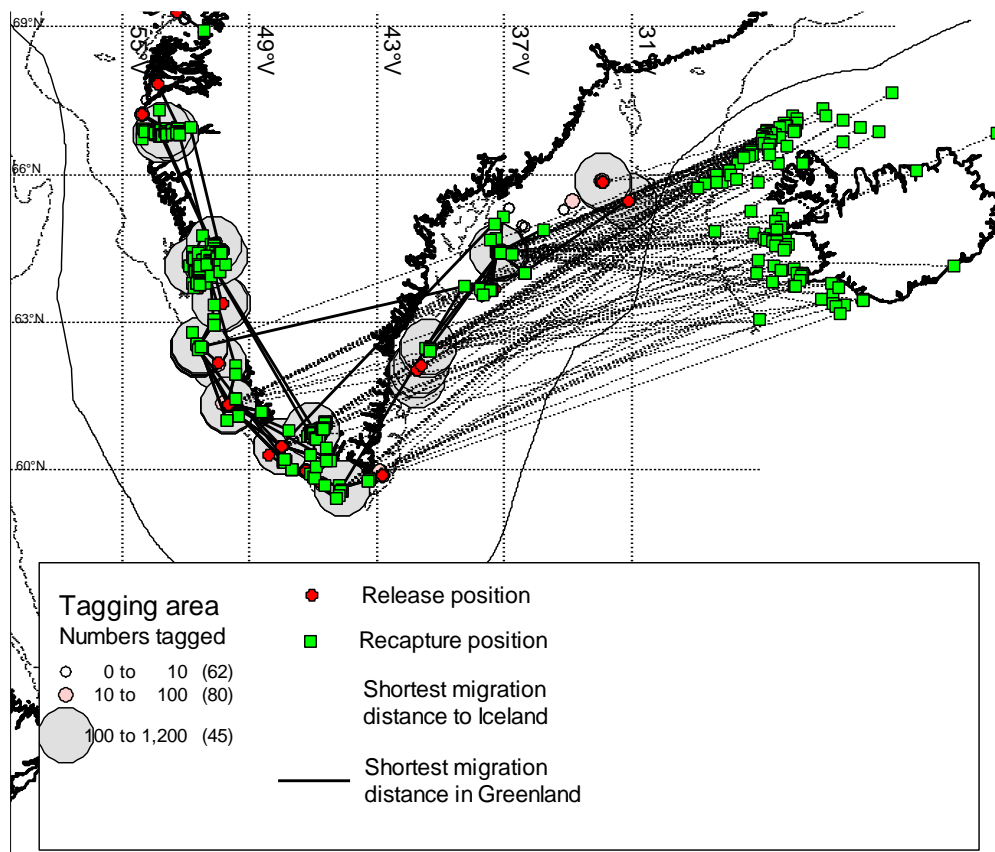 69°N
55°V
49°V
43°V
37°V
31°V
66°N
63°N
60°N
Tagging area
Numbers tagged
0 to 10 (62)
10 to 100 (80)
100 to 1,200 (45)
Release position
Recapture position
Shortest migration
distance to Iceland
Shortest migration
distance in Greenland